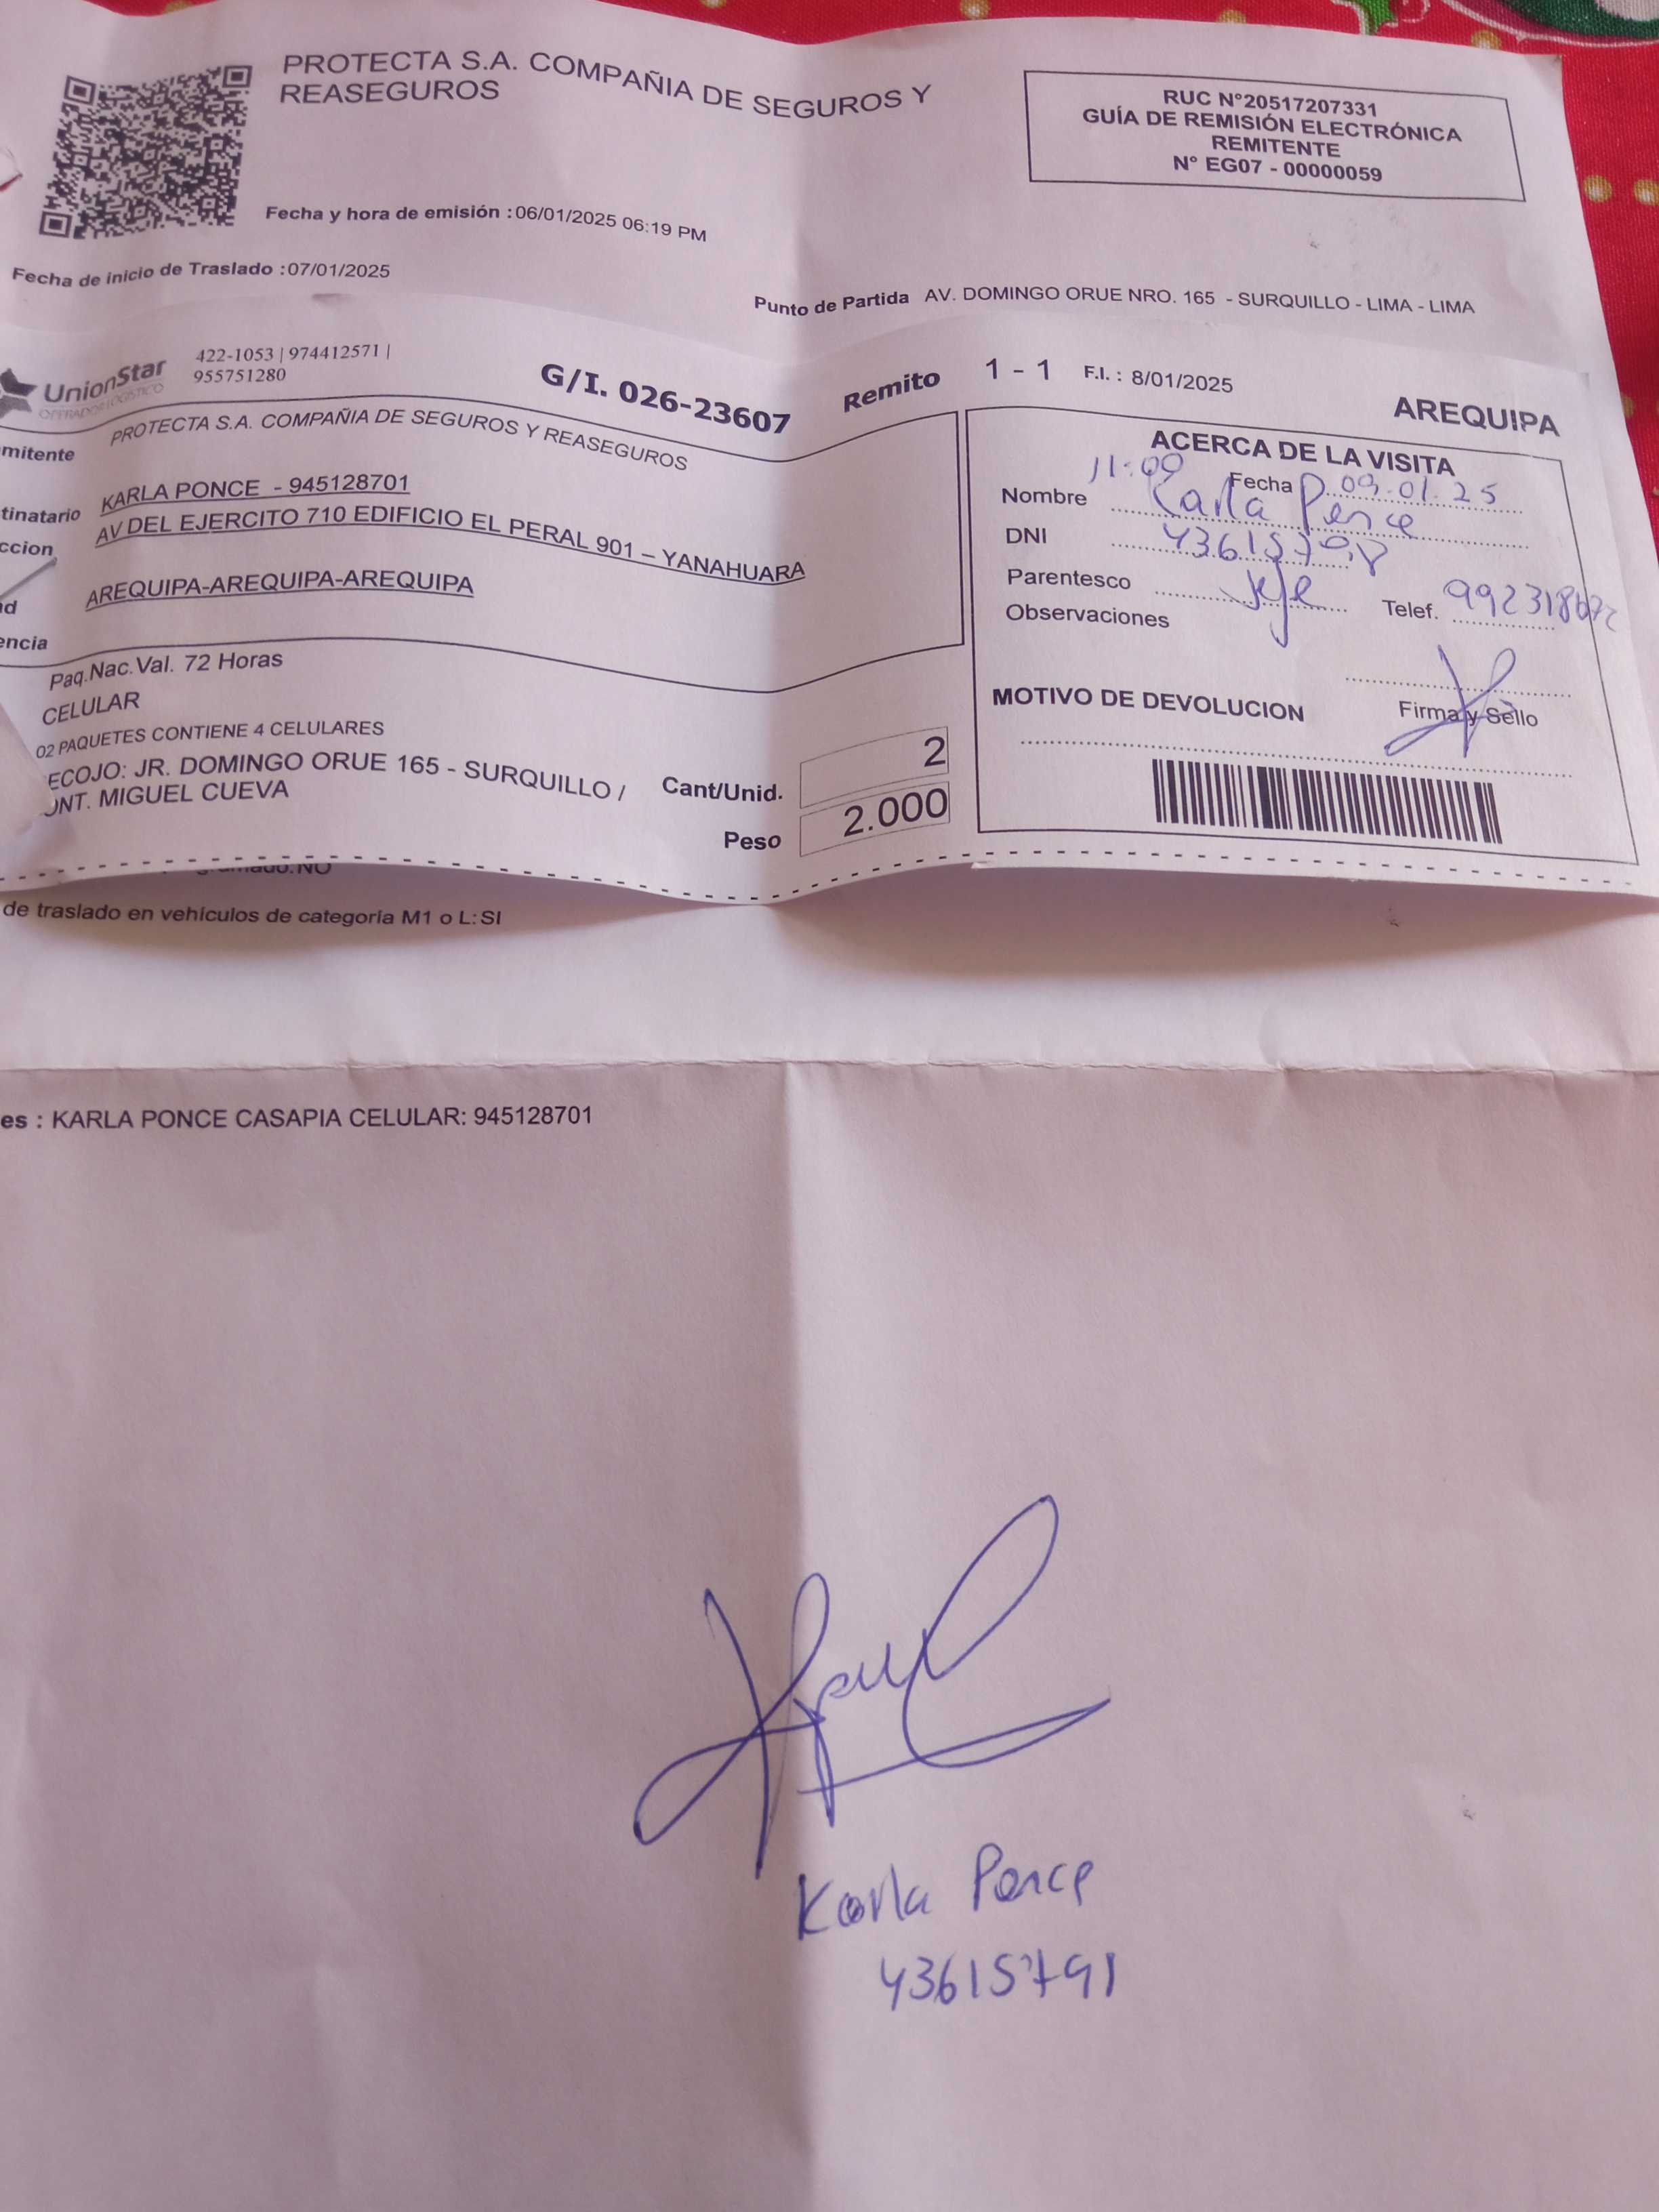 PROTECTA S.A. COMPAÑIA DE SEGUROS Y
REASEGUROS
RUC N°20517207331
GUÍA DE REMISIÓN ELECTRÓNICA
REMITENTE
N° EG07 - 00000059
Fecha y hora de emisión :06/01/2025 06:19 PM
Fecha de inicio de Traslado :07/01/2025
Punto de Partida AV. DOMINGO ORUE NRO. 165 - SURQUILLO - LIMA - LIMA
UnionStar
OPERADOR LOGÍSTICO
422-1053 | 974412571 |
955751280
G/I. 026-23607
Remito 1 - 1 F.I. : 8/01/2025
AREQUIPA
mitente PROTECTA S.A. COMPAÑIA DE SEGUROS Y REASEGUROS
tinatario KARLA PONCE - 945128701
ccion AV DEL EJERCITO 710 EDIFICIO EL PERAL 901 – YANAHUARA
d AREQUIPA-AREQUIPA-AREQUIPA
encia
Paq.Nac.Val. 72 Horas
CELULAR
02 PAQUETES CONTIENE 4 CELULARES
ECOJO: JR. DOMINGO ORUE 165 - SURQUILLO /
ONT. MIGUEL CUEVA
Cant/Unid. 2
Peso 2.000
ACERCA DE LA VISITA
11:00 Fecha 09.01.25
Nombre Carla Ponce
DNI
Parentesco Jefe Telef.
Observaciones
Firma y Sello
MOTIVO DE DEVOLUCION
de traslado en vehículos de categoría M1 o L: SI
es : KARLA PONCE CASAPIA CELULAR: 945128701
Karla Ponce
43615791